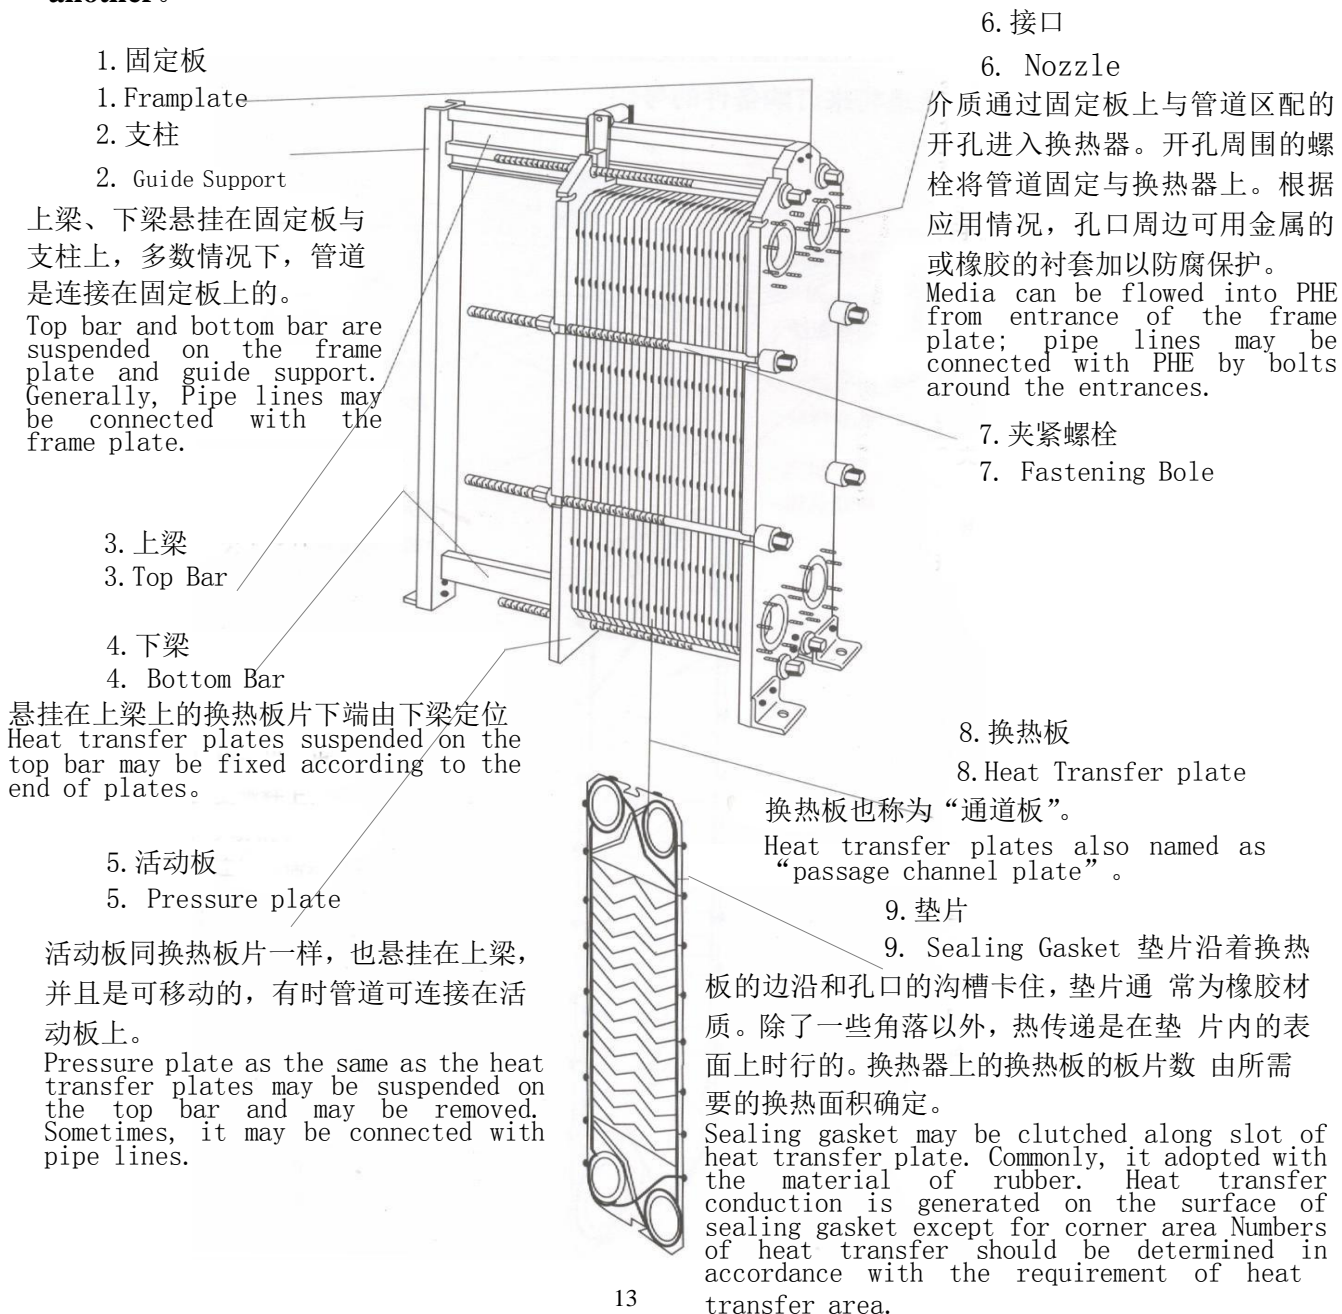 another。
1.固定板
1.Framplate
2.支柱
2. Guide Support
上梁、下梁悬挂在固定板与
支柱上，多数情况下，管道
是连接在固定板上的。
Top bar and bottom bar are
suspended on the frame
plate and guide support.
Generally, Pipe lines may
be connected with the
frame plate.
3.上梁
3.Top Bar
4.下梁
4. Bottom Bar
悬挂在上梁上的换热板片下端由下梁定位
Heat transfer plates suspended on the
top bar may be fixed according to the
end of plates。
5.活动板
5. Pressure plate
活动板同换热板片一样，也悬挂在上梁，
并且是可移动的，有时管道可连接在活
动板上。
Pressure plate as the same as the heat
transfer plates may be suspended on
the top bar and may be removed.
Sometimes, it may be connected with
pipe lines.
6.接口
6. Nozzle
介质通过固定板上与管道区配的
开孔进入换热器。开孔周围的螺
栓将管道固定与换热器上。根据
应用情况，孔口周边可用金属的
或橡胶的衬套加以防腐保护。
Media can be flowed into PHE
from entrance of the frame
plate; pipe lines may be
connected with PHE by bolts
around the entrances.
7.夹紧螺栓
7. Fastening Bole
8.换热板
8.Heat Transfer plate
换热板也称为“通道板”。
Heat transfer plates also named as
“passage channel plate”。
9.垫片
9. Sealing Gasket 垫片沿着换热
板的边沿和孔口的沟槽卡住，垫片通 常为橡胶材
质。除了一些角落以外，热传递是在垫 片内的表
面上时行的。换热器上的换热板的板片数 由所需
要的换热面积确定。
Sealing gasket may be clutched along slot of
heat transfer plate. Commonly, it adopted with
the material of rubber. Heat transfer
conduction is generated on the surface of
sealing gasket except for corner area Numbers
of heat transfer should be determined in
accordance with the requirement of heat
transfer area.
13